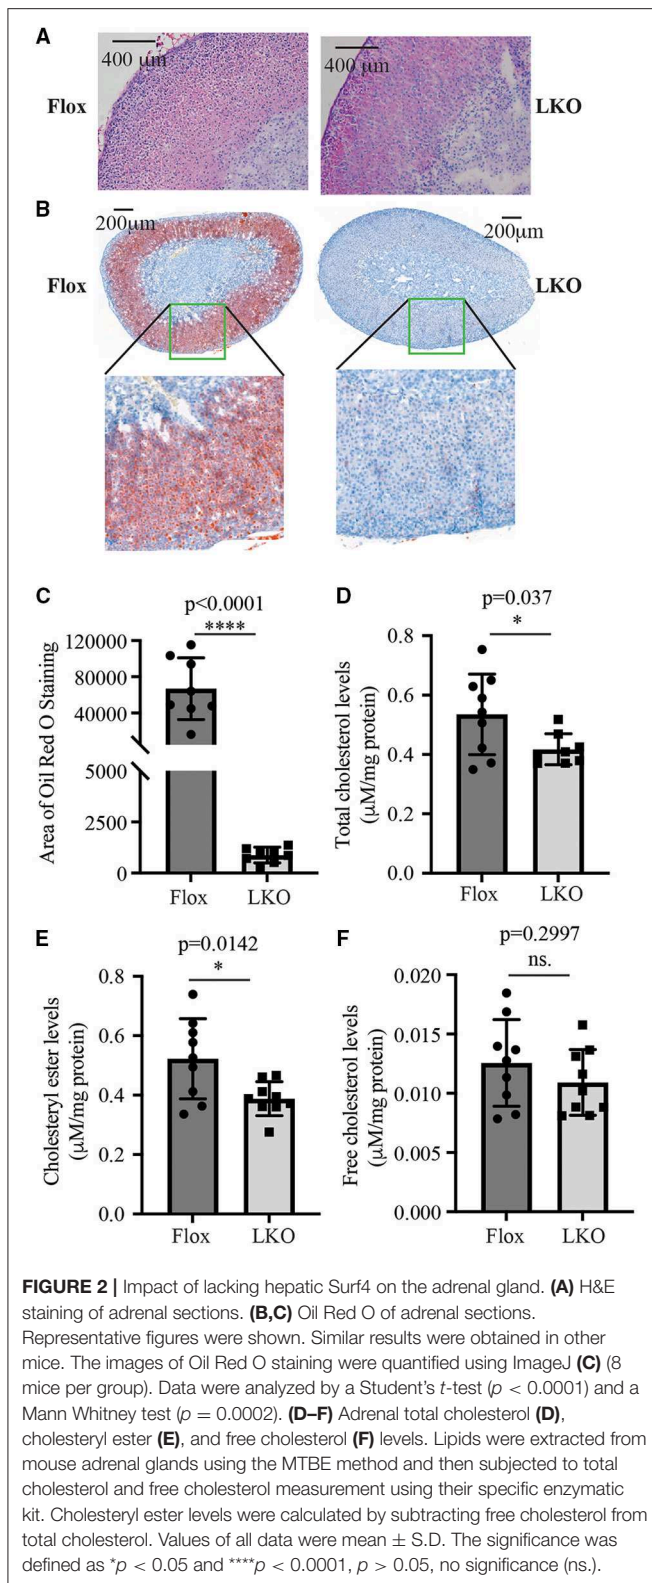 A
400 μm
400 μm
Flox
LKO
B
200μm
200μm
Flox
LKO
C
p<0.0001
****
Area of Oil Red O Staining
120000
80000
40000
5000
2500
0
Flox
LKO
D
p=0.037
*
Total cholesterol levels
(μM/mg protein)
0.8
0.6
0.4
0.2
0.0
Flox
LKO
E
p=0.0142
*
Cholesteryl ester levels
(μM/mg protein)
0.8
0.6
0.4
0.2
0.0
Flox
LKO
F
p=0.2997
ns.
Free cholesterol levels
(μM/mg protein)
0.020
0.015
0.010
0.005
0.000
Flox
LKO
FIGURE 2 | Impact of lacking hepatic Surf4 on the adrenal gland. (A) H&E
staining of adrenal sections. (B,C) Oil Red O of adrenal sections.
Representative figures were shown. Similar results were obtained in other
mice. The images of Oil Red O staining were quantified using ImageJ (C) (8
mice per group). Data were analyzed by a Student's t-test (p < 0.0001) and a
Mann Whitney test (p = 0.0002). (D–F) Adrenal total cholesterol (D),
cholesteryl ester (E), and free cholesterol (F) levels. Lipids were extracted from
mouse adrenal glands using the MTBE method and then subjected to total
cholesterol and free cholesterol measurement using their specific enzymatic
kit. Cholesteryl ester levels were calculated by subtracting free cholesterol from
total cholesterol. Values of all data were mean ± S.D. The significance was
defined as *p < 0.05 and ****p < 0.0001, p > 0.05, no significance (ns.).